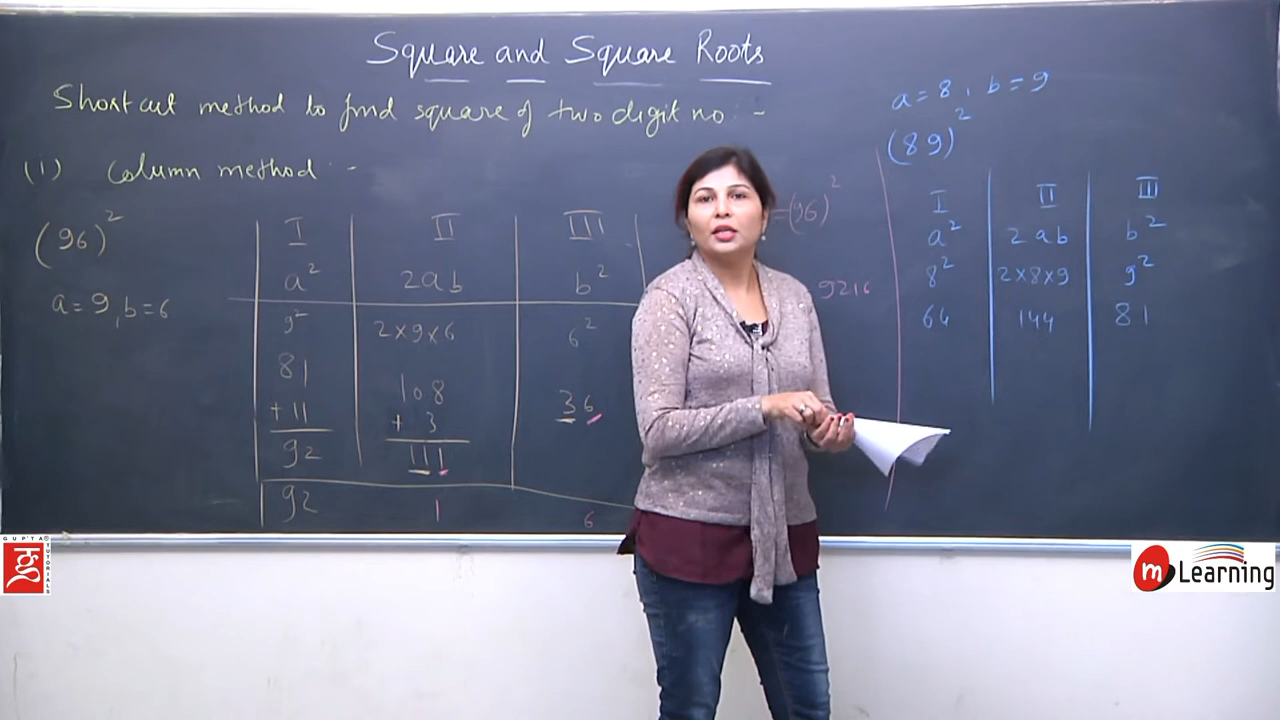 Square and Square Roots
Short cut method to find square of two digit no : -
(i) Column method : -
(96)²
a = 9, b = 6
I II III
a² 2ab b²
9² 2×9×6 6²
81 108 36
+ 11 + 3
92 111
92 1 6
= (96)²
9216
a = 8, b = 9
(89)²
I II III
a² 2ab b²
8² 2×8×9 9²
64 144 81
GUPTA
TUTORIALS
m Learning